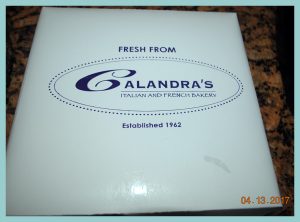 FRESH FROM
CALANDRA'S
ITALIAN AND FRENCH BAKERY
Established 1962
04.13.2017